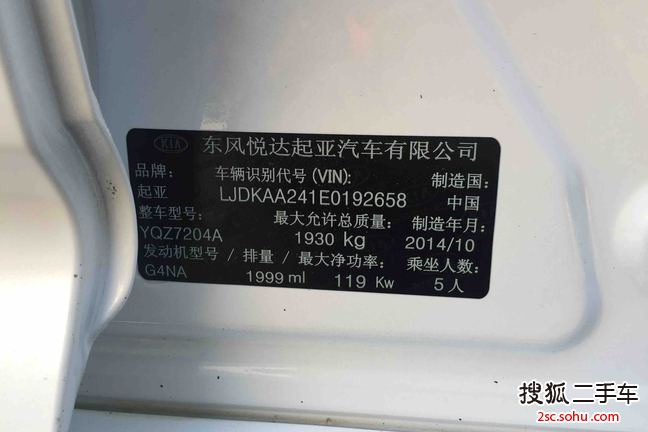 KIA 东风悦达起亚汽车有限公司
品牌: 车辆识别代号(VIN): 制造国:
起亚 LJDKAA241E0192658 中国
整车型号: 最大允许总质量: 制造年月:
YQZ7204A 1930 kg 2014/10
发动机型号 / 排量 / 最大净功率: 乘坐人数:
G4NA 1999 ml 119 Kw 5 人
搜狐 二手车
2sc.sohu.com